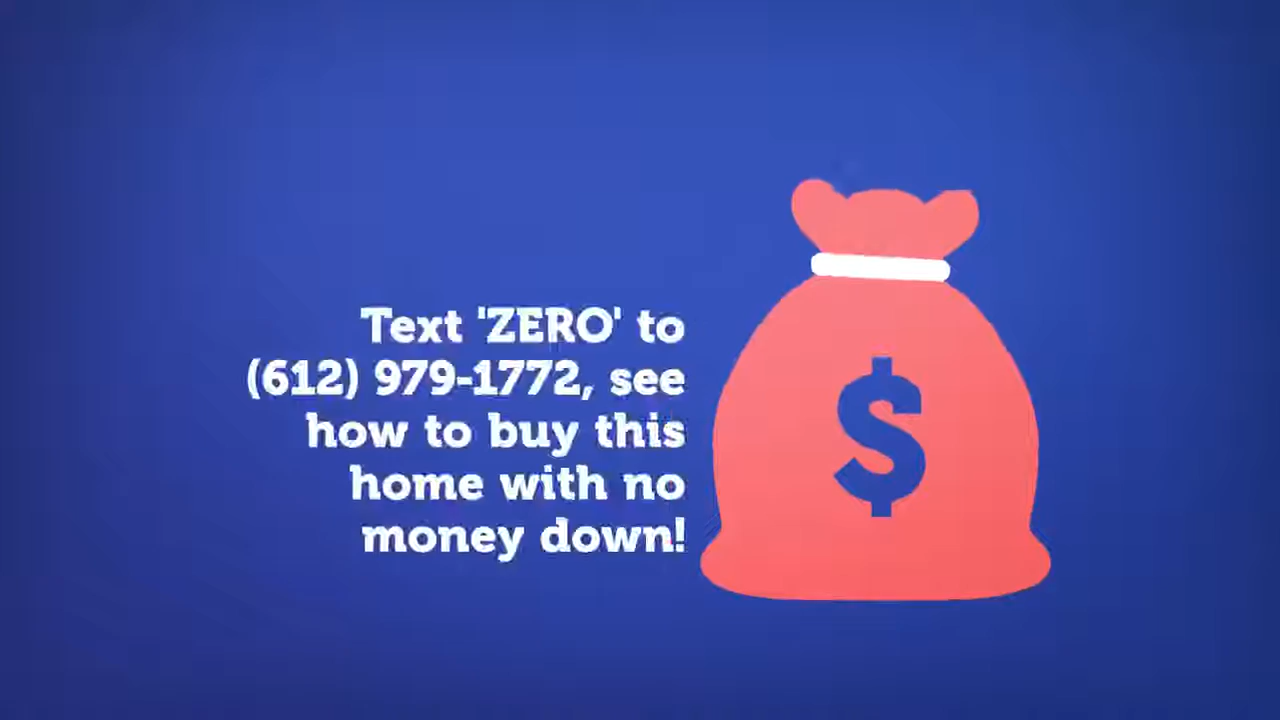 Text 'ZERO' to
(612) 979-1772, see
how to buy this
home with no
money down!
$